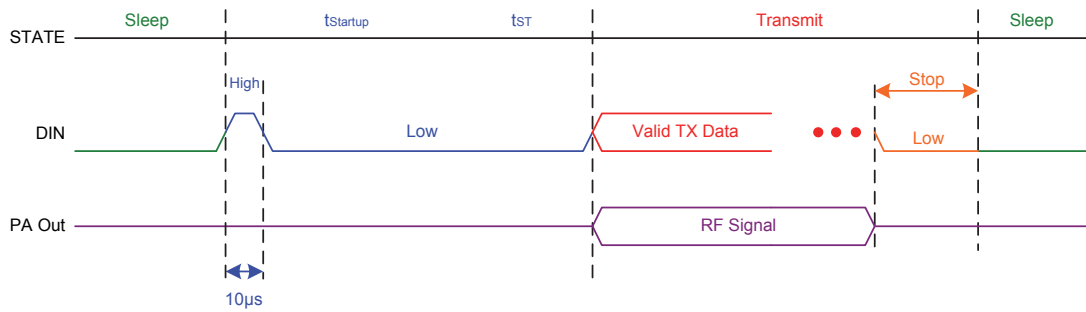 Sleep tStartup tST Transmit Sleep
STATE
High Stop
DIN Low Valid TX Data Low
PA Out RF Signal
10µs